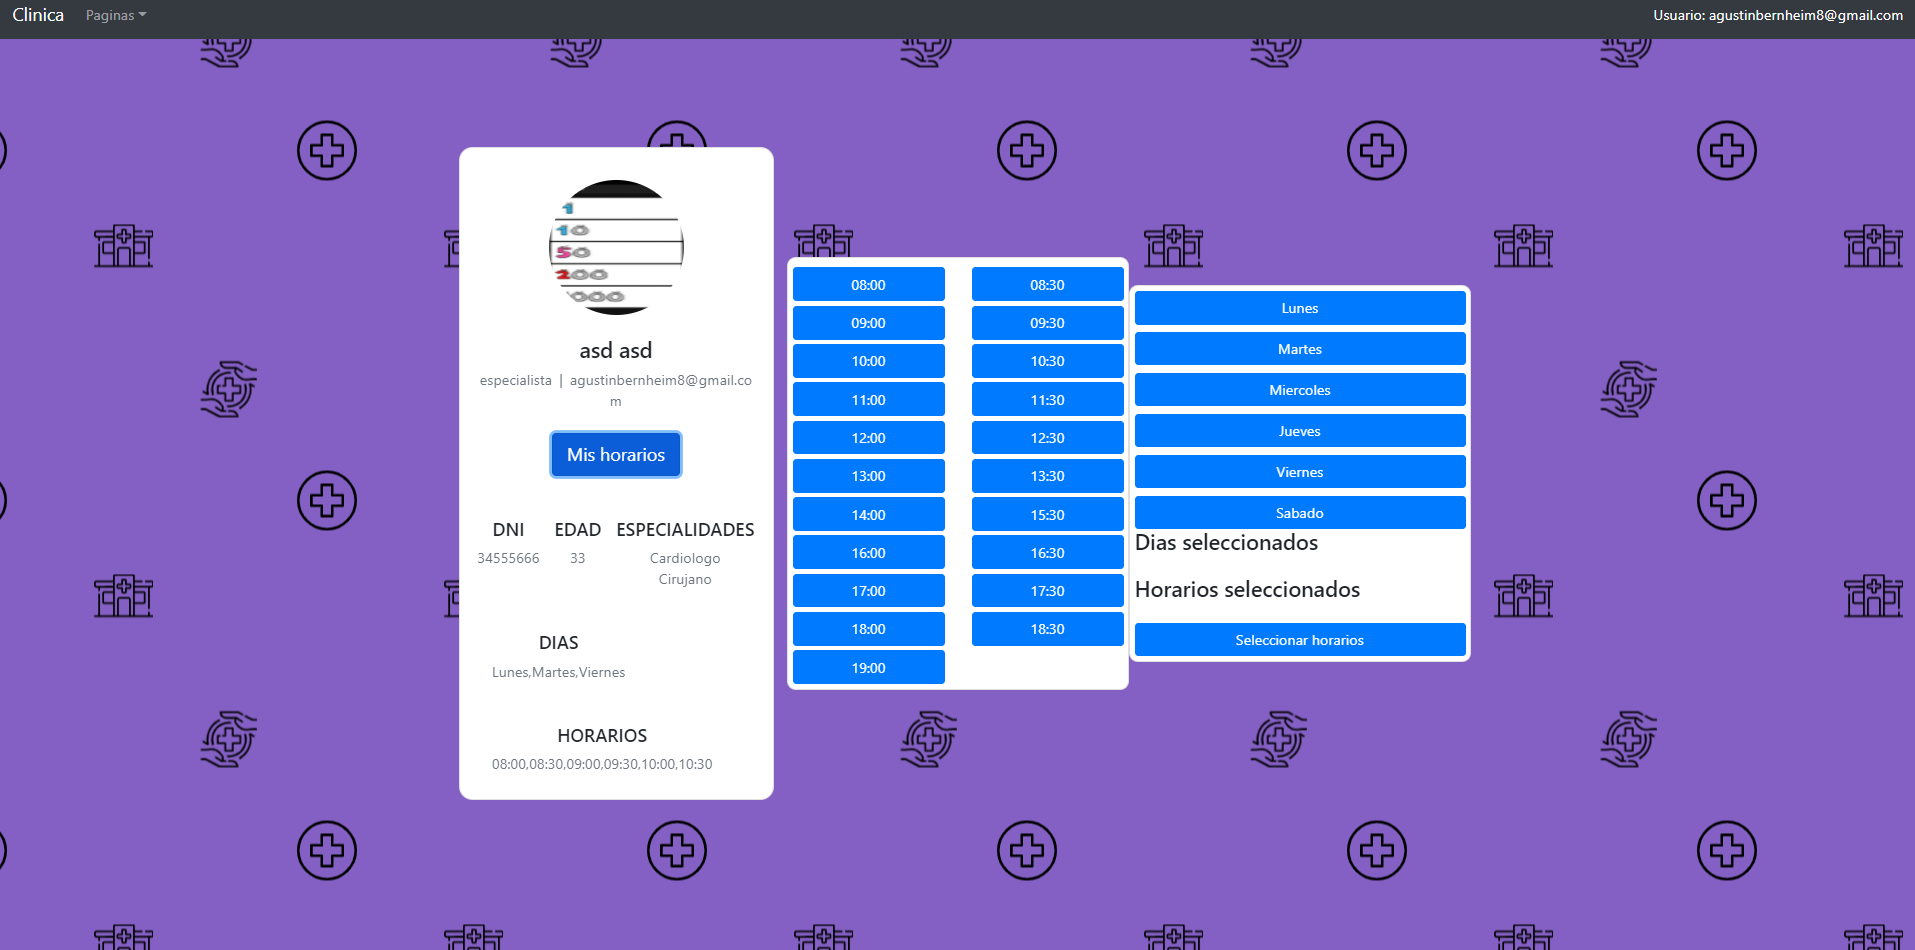 Clinica Paginas Usuario: agustinbernheim8@gmail.com
1
10
50
200
000
asd asd
especialista | agustinbernheim8@gmail.co
m
Mis horarios
DNI EDAD ESPECIALIDADES
34555666 33 Cardiologo
Cirujano
DIAS
Lunes,Martes,Viernes
HORARIOS
08:00,08:30,09:00,09:30,10:00,10:30
08:00 08:30
09:00 09:30
10:00 10:30
11:00 11:30
12:00 12:30
13:00 13:30
14:00 15:30
16:00 16:30
17:00 17:30
18:00 18:30
19:00
Lunes
Martes
Miercoles
Jueves
Viernes
Sabado
Dias seleccionados
Horarios seleccionados
Seleccionar horarios